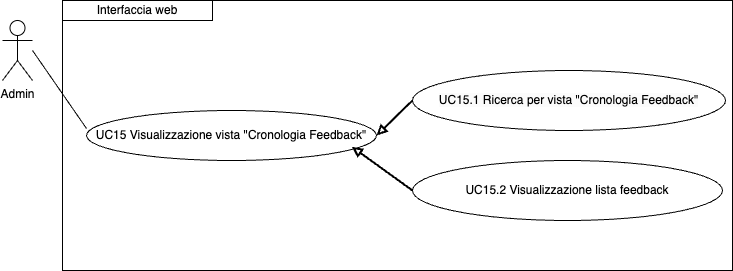 Interfaccia web
Admin
UC15 Visualizzazione vista "Cronologia Feedback"
UC15.1 Ricerca per vista "Cronologia Feedback"
UC15.2 Visualizzazione lista feedback